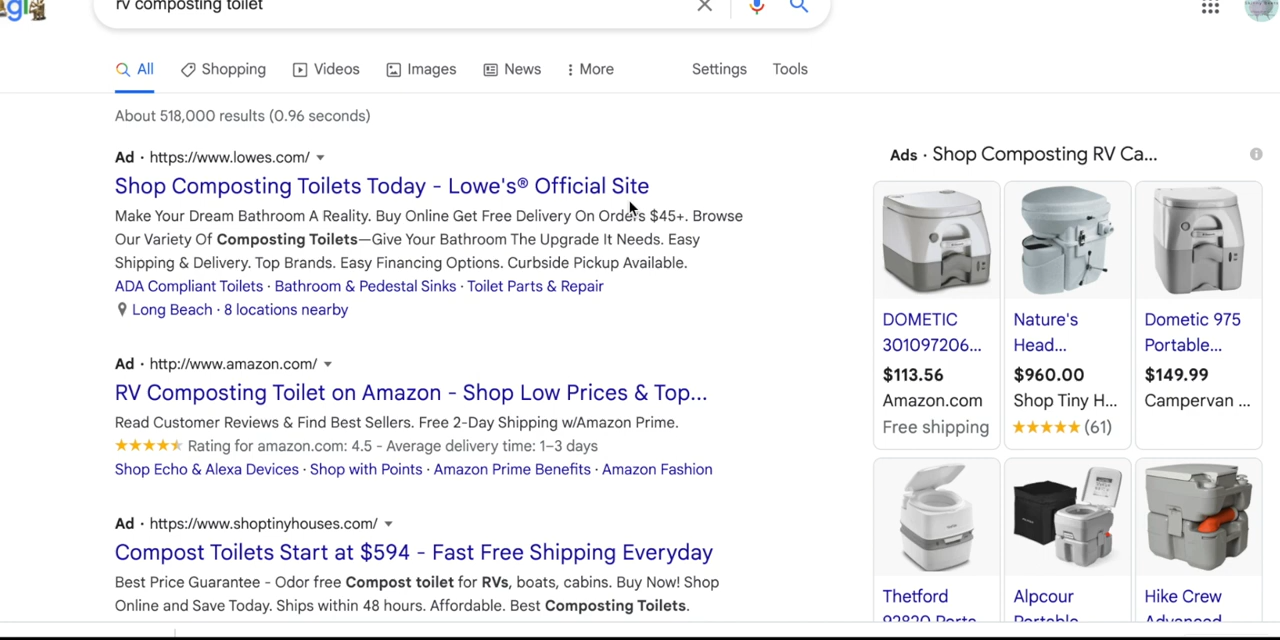 rv composting toilet
All
Shopping
Videos
Images
News
More
Settings
Tools
About 518,000 results (0.96 seconds)
Ad · https://www.lowes.com/
Shop Composting Toilets Today - Lowe's® Official Site
Make Your Dream Bathroom A Reality. Buy Online Get Free Delivery On Orders $45+. Browse
Our Variety Of Composting Toilets—Give Your Bathroom The Upgrade It Needs. Easy
Shipping & Delivery. Top Brands. Easy Financing Options. Curbside Pickup Available.
ADA Compliant Toilets · Bathroom & Pedestal Sinks · Toilet Parts & Repair
Long Beach · 8 locations nearby
Ad · http://www.amazon.com/
RV Composting Toilet on Amazon - Shop Low Prices & Top...
Read Customer Reviews & Find Best Sellers. Free 2-Day Shipping w/Amazon Prime.
Rating for amazon.com: 4.5 - Average delivery time: 1–3 days
Shop Echo & Alexa Devices · Shop with Points · Amazon Prime Benefits · Amazon Fashion
Ad · https://www.shoptinyhouses.com/
Compost Toilets Start at $594 - Fast Free Shipping Everyday
Best Price Guarantee - Odor free Compost toilet for RVs, boats, cabins. Buy Now! Shop
Online and Save Today. Ships within 48 hours. Affordable. Best Composting Toilets.
Ads · Shop Composting RV Ca...
DOMETIC
301097206...
$113.56
Amazon.com
Free shipping
Nature's
Head...
$960.00
Shop Tiny H...
(61)
Dometic 975
Portable...
$149.99
Campervan ...
Thetford
92820 Porta
Alpcour
Portable
Hike Crew
Advanced